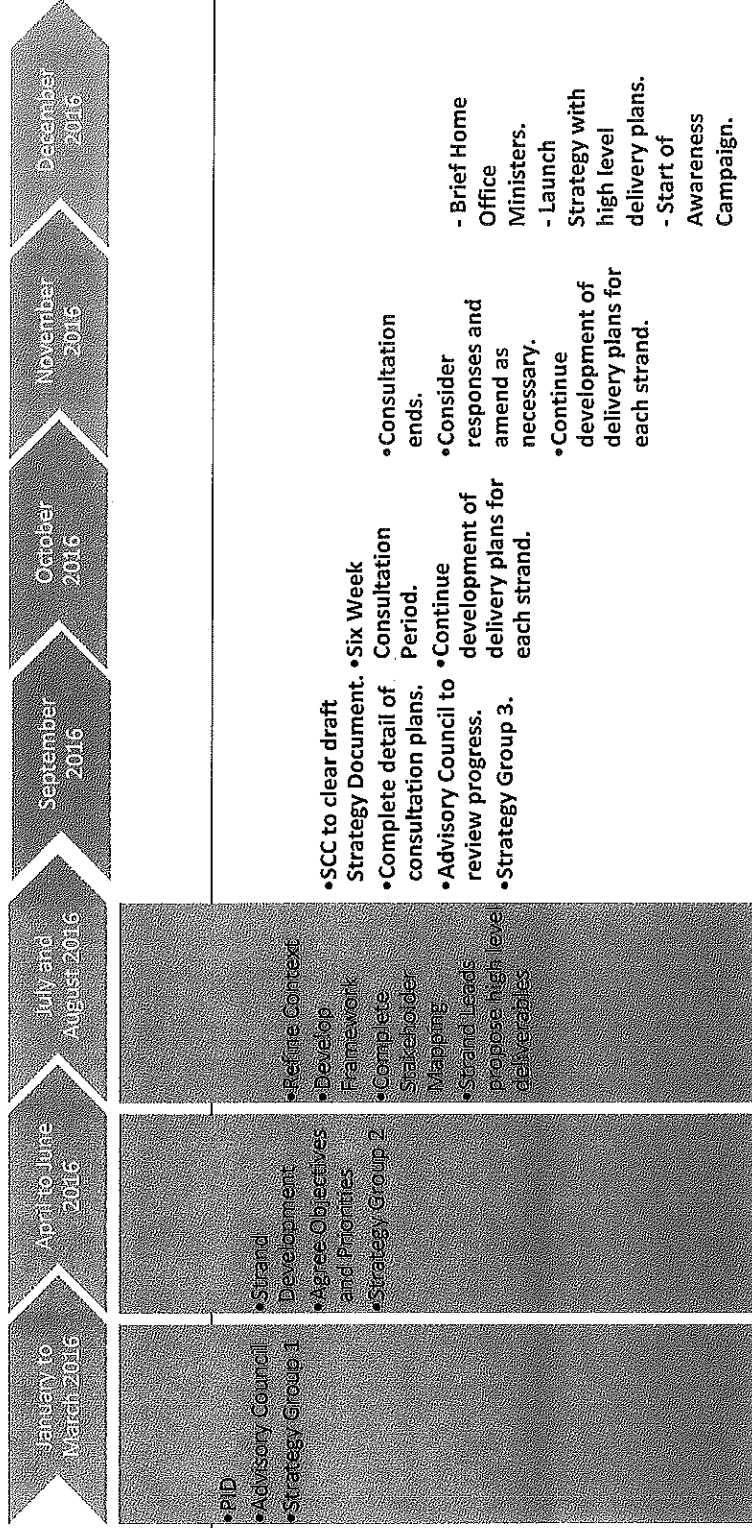 January to
March 2016
April to June
2016
July and
August 2016
September
2016
October
2016
November
2016
December
2016
•PID
•Advisory Council
•Strategy Group 1
•Strand
Development
•Agree Objectives
and Priorities
•Strategy Group 2
•Refine Context
•Develop
Framework
•Complete
Stakeholder
Mapping
•Strand Leads
propose high level
deliverables
•SCC to clear draft
Strategy Document.
•Complete detail of
consultation plans.
•Advisory Council to
review progress.
•Strategy Group 3.
•Six Week
Consultation
Period.
•Continue
development of
delivery plans for
each strand.
•Consultation
ends.
•Consider
responses and
amend as
necessary.
•Continue
development of
delivery plans for
each strand.
- Brief Home
Office
Ministers.
- Launch
Strategy with
high level
delivery plans.
- Start of
Awareness
Campaign.